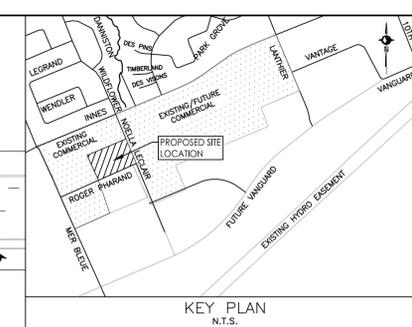 DANNISTON
DES PINS
PARK GROVE
10TH
LEGRAND
TIMBERLAND
DES VISONS
LANTHIER
VANTAGE
N
WILDFLOWER
WENDLER
VANGUARD
INNES
EXISTING/FUTURE
COMMERCIAL
NOELLA LECLAIR
EXISTING
COMMERCIAL
PROPOSED SITE
LOCATION
ROGER PHARAND
FUTURE VANGUARD
EXISTING HYDRO EASEMENT
MER BLEUE
KEY PLAN
N.T.S.